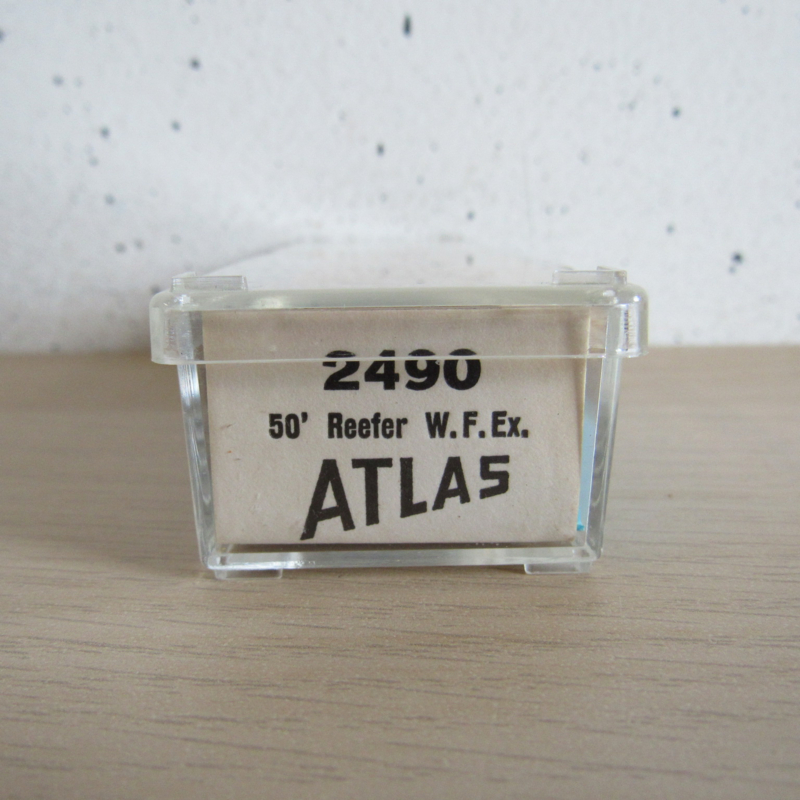 2490
50' Reefer W.F.Ex.
ATLAS